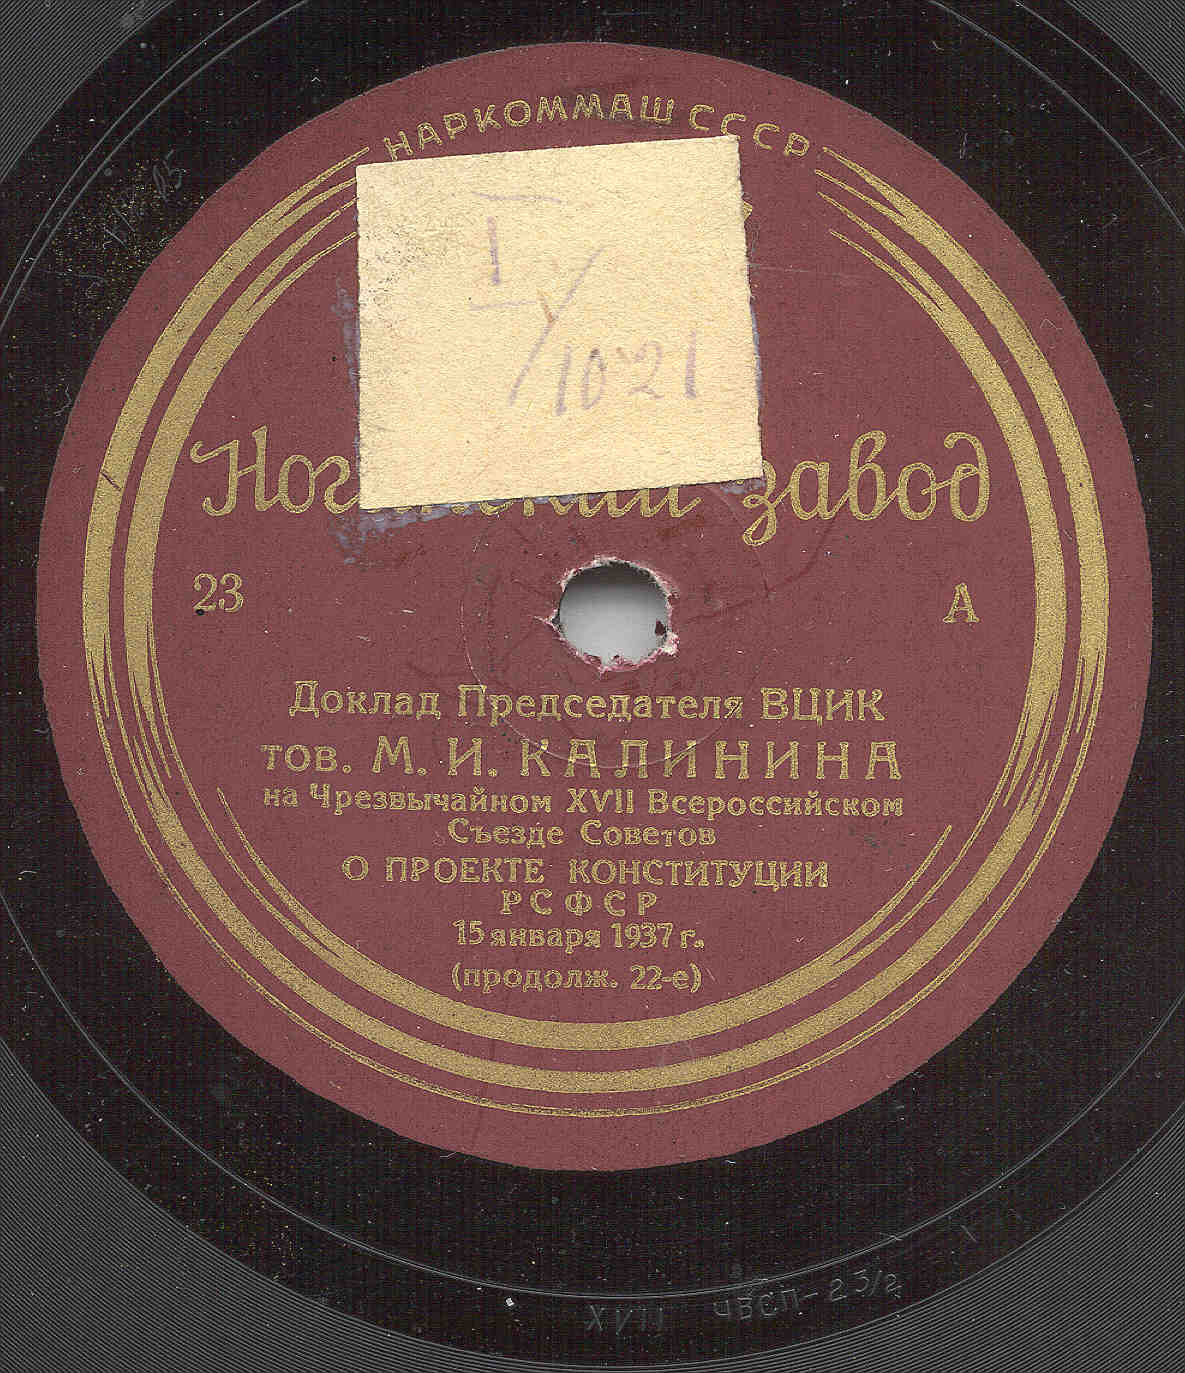 НАРКОММАШ СССР
I/1021
завод
23
А
Доклад Председателя ВЦИК
тов. М. И. КАЛИНИНА
на Чрезвычайном XVII Всероссийском
Съезде Советов
О ПРОЕКТЕ КОНСТИТУЦИИ
РСФСР
15 января 1937 г.
(продолж. 22-е)
XVII ЧВСП-23/2